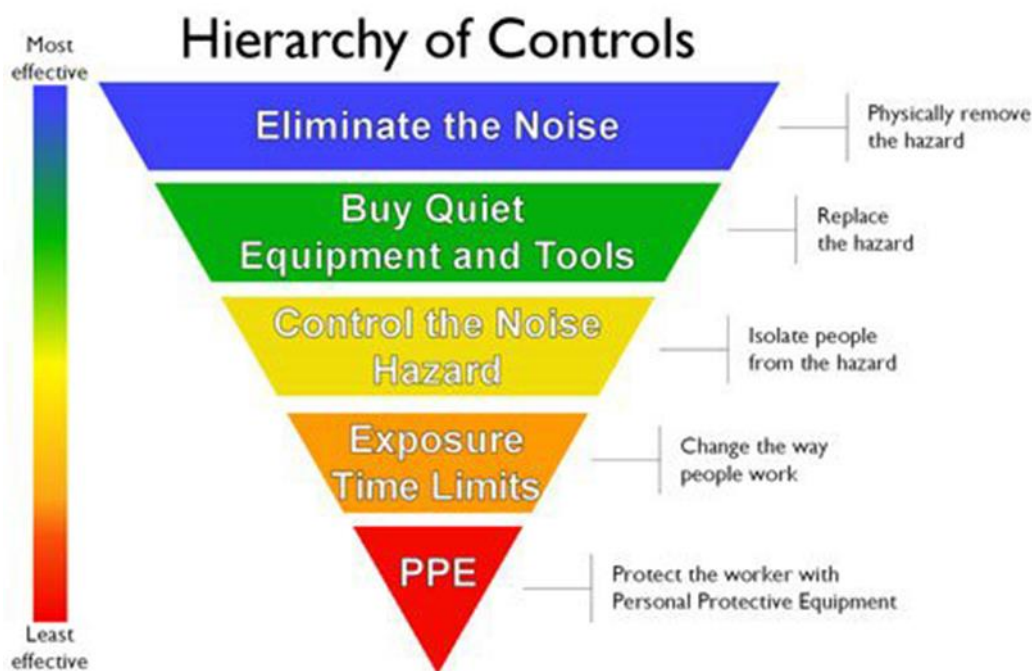 Hierarchy of Controls
Most
effective
Eliminate the Noise
Physically remove
the hazard
Buy Quiet
Equipment and Tools
Replace
the hazard
Control the Noise
Hazard
Isolate people
from the hazard
Exposure
Time Limits
Change the way
people work
PPE
Protect the worker with
Personal Protective Equipment
Least
effective